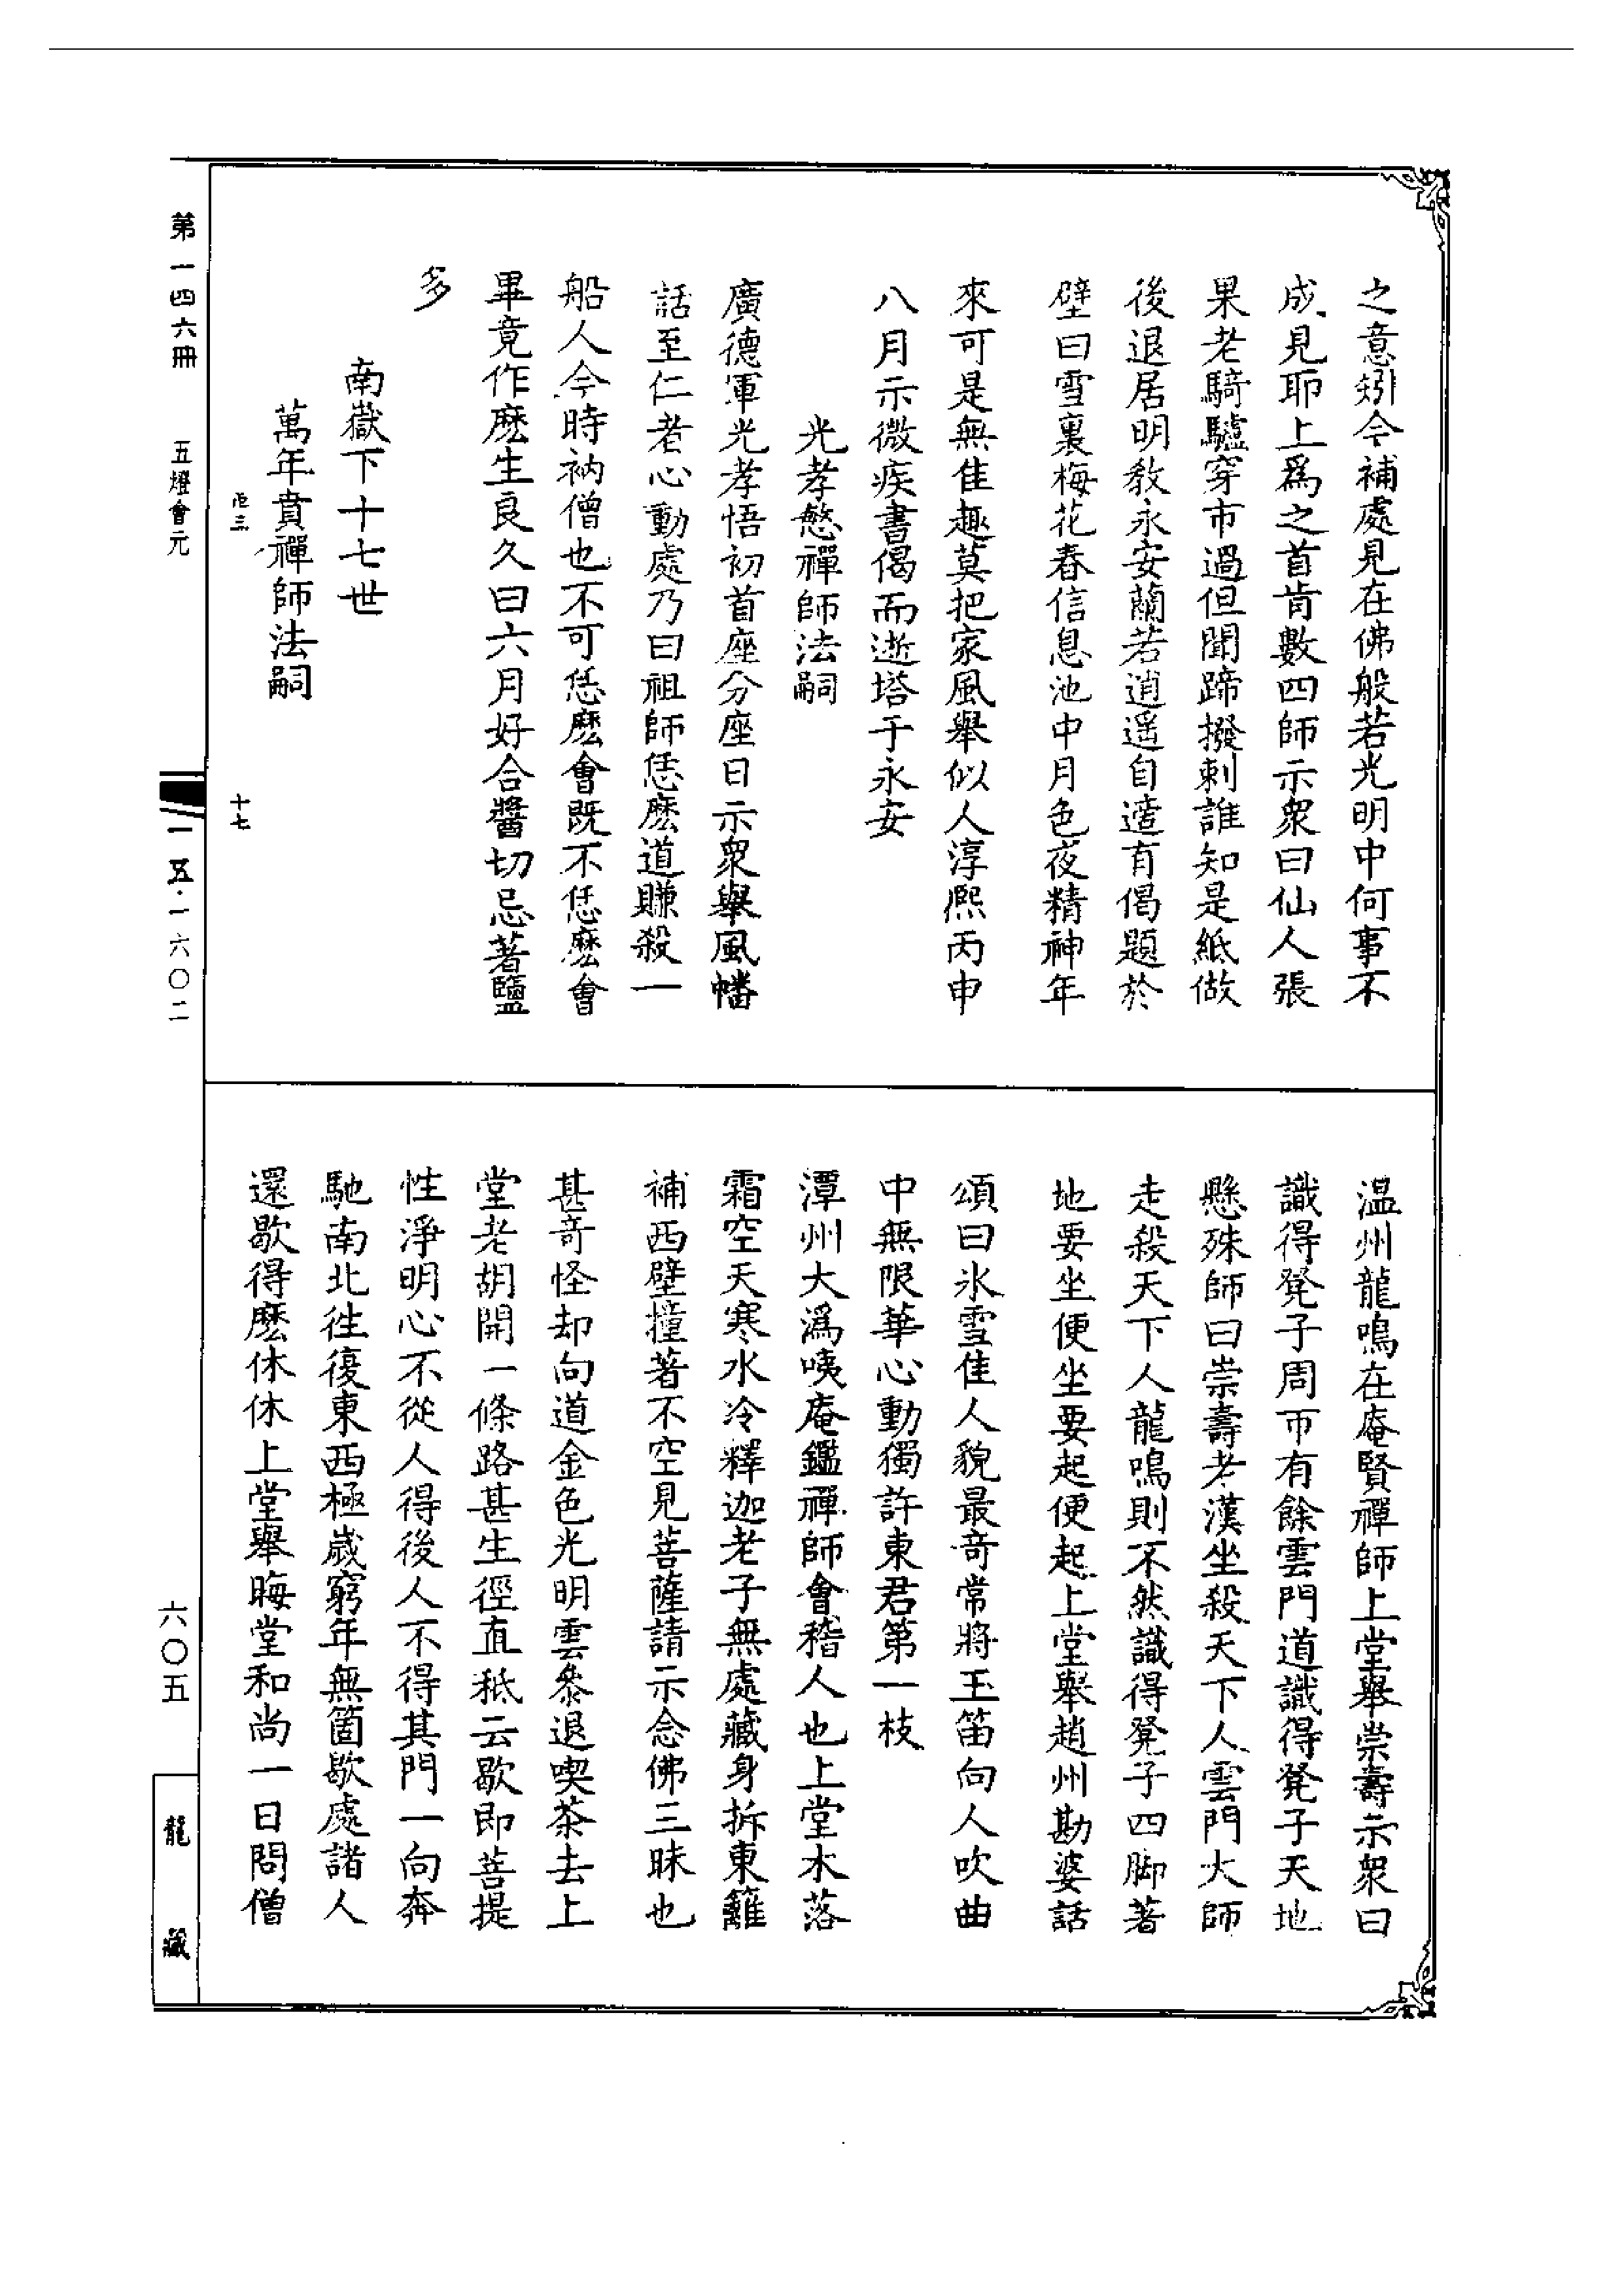 之意矧今補處見在佛般若光明中何事不
成見耶上爲之首肯數四師示衆曰仙人張
果老騎驢穿市過但聞蹄撥剌誰知是紙做
後退居明教永安蘭若逍遥自適有偈題於
壁曰雪裏梅花春信息池中月色夜精神年
來可是無佳趣莫把家風舉似人淳熈丙申
八月示微疾書偈而逝塔于永安
光孝慜禪師法嗣
廣德軍光孝悟初首座分座日示衆舉風幡
話至仁者心動處乃曰祖師恁麽道賺殺一
船人今時衲僧也不可恁麽會既不恁麽會
畢竟作麽生良久曰六月好合醬切忌著鹽
多
南嶽下十七世
萬年賁禪師法嗣
岠三
十七
温州龍鳴在庵賢禪師上堂舉崇壽示衆曰
識得凳子周帀有餘雲門道識得凳子天地
懸殊師曰崇壽老漢坐殺天下人雲門大師
走殺天下人龍鳴則不然識得凳子四脚著
地要坐便坐要起便起上堂舉趙州勘婆話
頌曰氷雪佳人貌最奇常將玉笛向人吹曲
中無限華心動獨許東君第一枝
潭州大溈咦庵鑑禪師會稽人也上堂木落
霜空天寒水冷釋迦老子無處藏身拆東籬
補西壁撞著不空見菩薩請示念佛三昧也
甚奇怪却向道金色光明雲叅退喫茶去上
堂老胡開一條路甚生徑直秖云歇即菩提
性淨明心不從人得後人不得其門一向奔
馳南北往復東西極歲窮年無箇歇處諸人
還歇得麽休休上堂舉晦堂和尚一日問僧
第一四六冊
五燈會元
一五·一六〇二
六〇五
龍藏